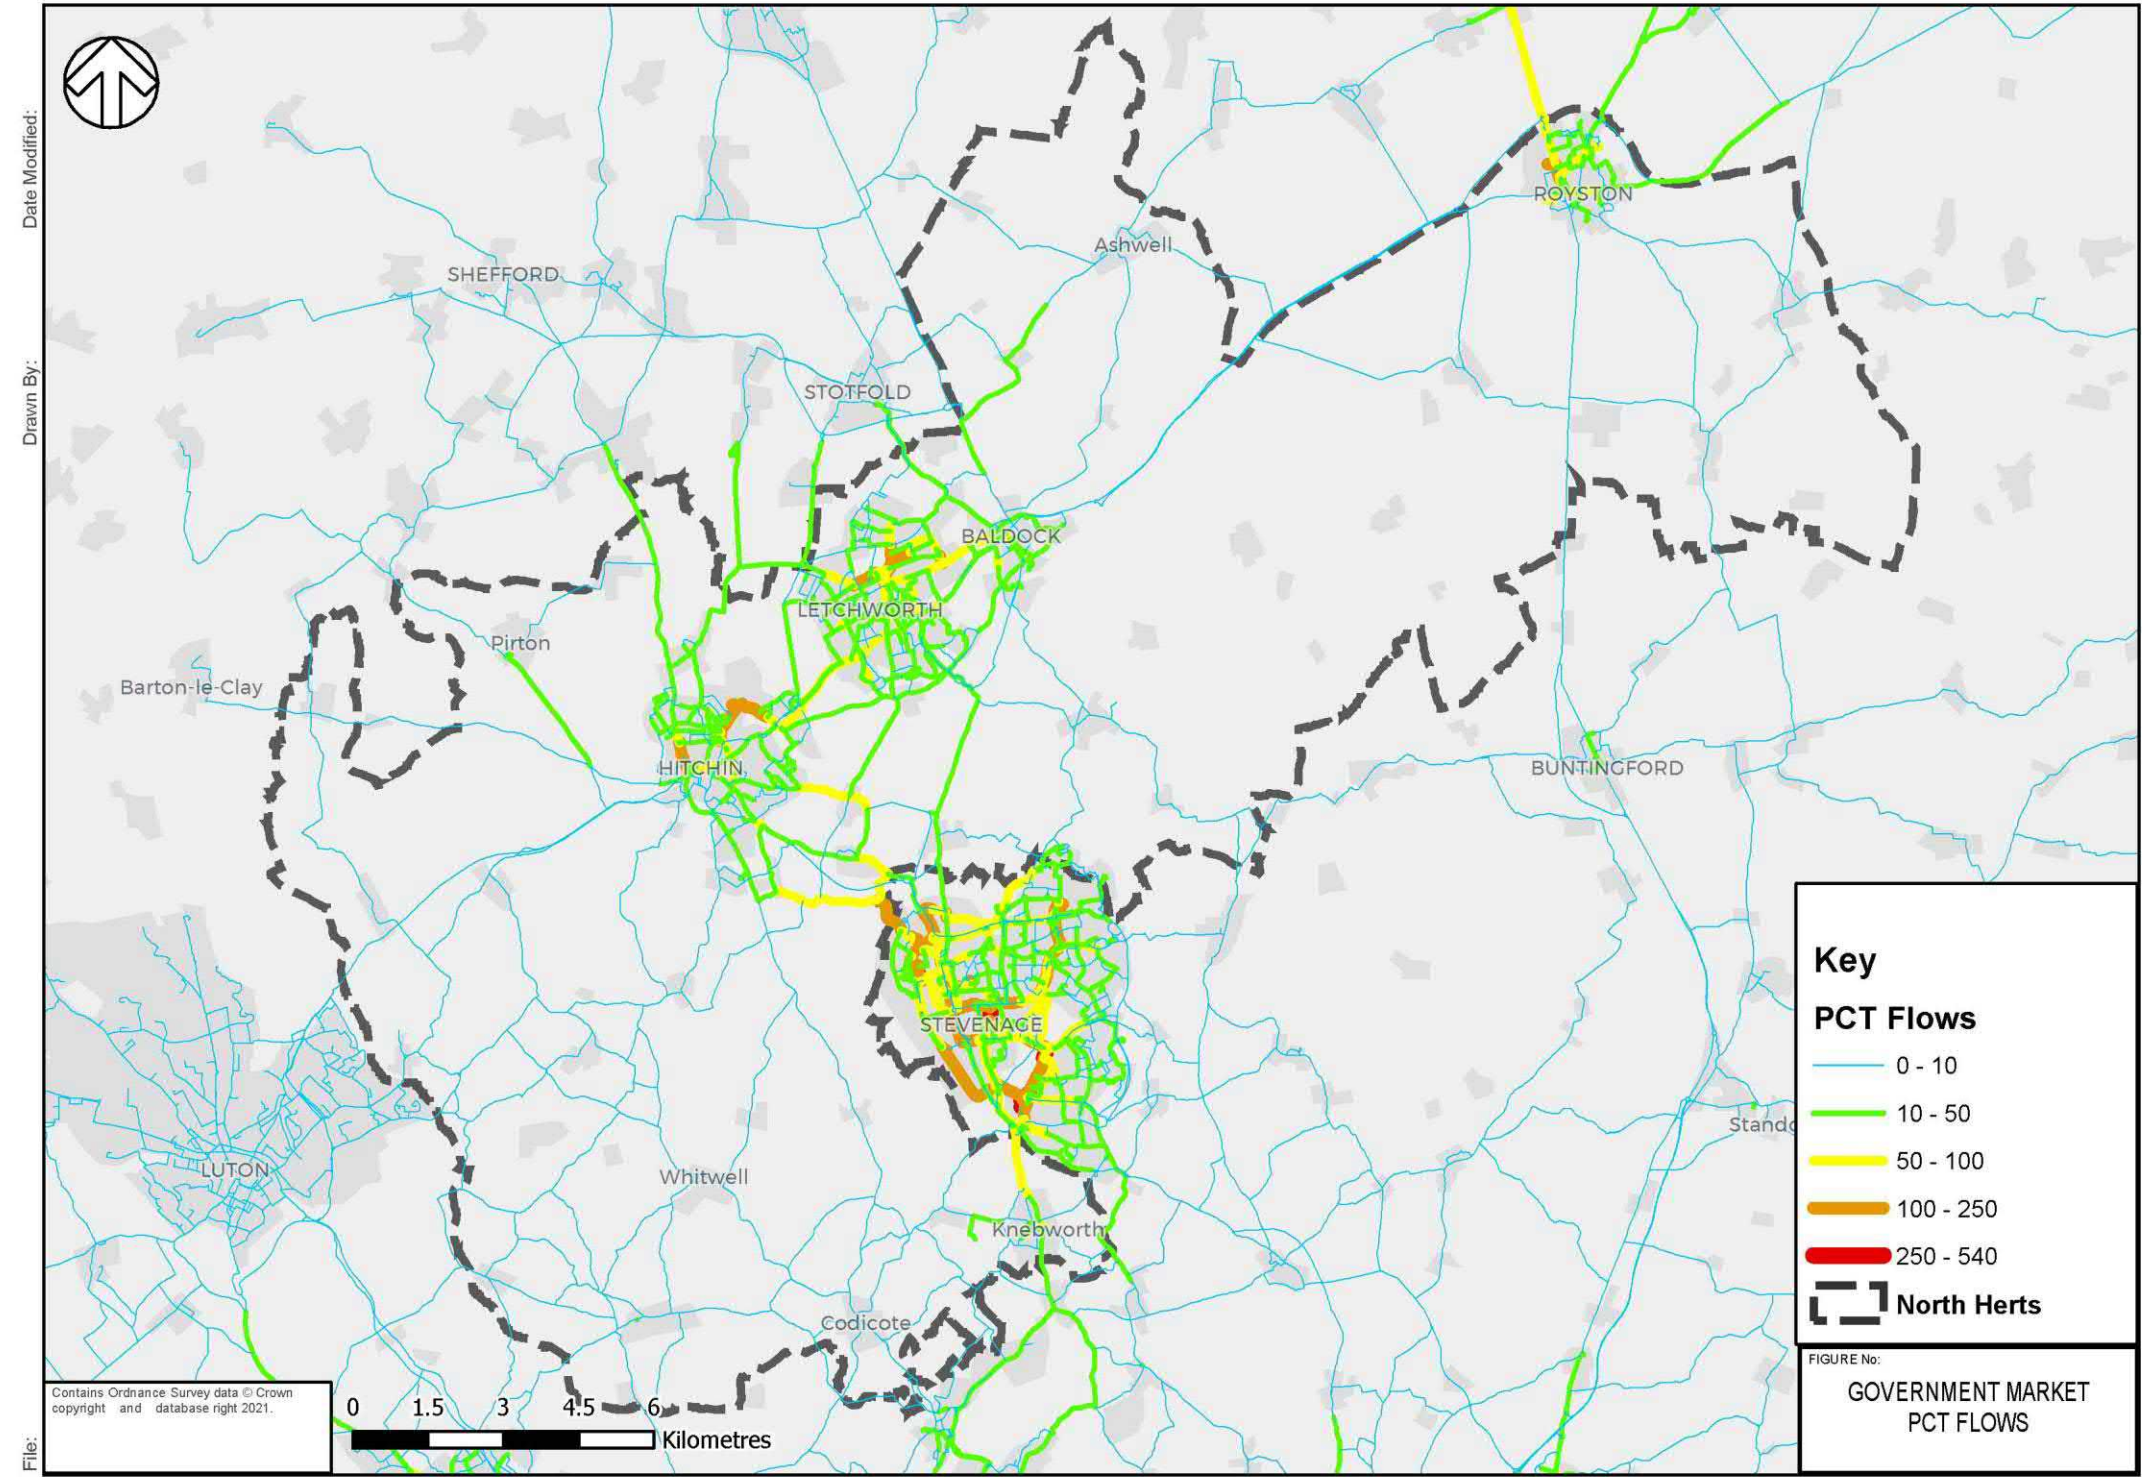 Date Modified:
Drawn By:
File:
ROYSTON
Ashwell
SHEFFORD
STOTFOLD
BALDOCK
LETCHWORTH
Pirton
Barton-le-Clay
HITCHIN
BUNTINGFORD
STEVENAGE
LUTON
Whitwell
Knebworth
Codicote
Stando
Key
PCT Flows
0 - 10
10 - 50
50 - 100
100 - 250
250 - 540
North Herts
FIGURE No:
GOVERNMENT MARKET
PCT FLOWS
Contains Ordnance Survey data © Crown
copyright and database right 2021.
0 1.5 3 4.5 6
Kilometres